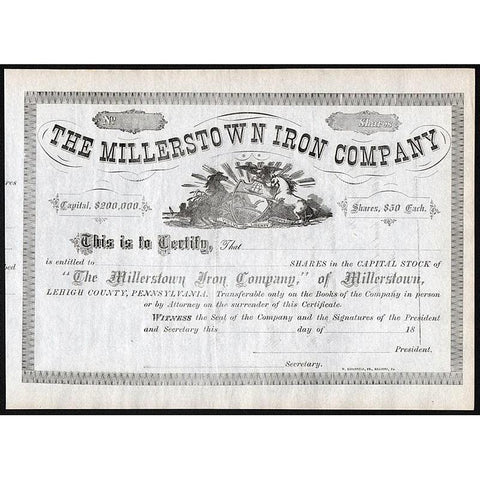 No.
Shares
THE MILLERSTOWN IRON COMPANY
Capital, $200,000.
Shares, $50 Each.
This is to Certify, That
is entitled to SHARES in the CAPITAL STOCK of
"The Millerstown Iron Company," of Millerstown,
LEHIGH COUNTY, PENNSYLVANIA. Transferable only on the Books of the Company in person
or by Attorney on the surrender of this Certificate.
WITNESS the Seal of the Company and the Signatures of the President
and Secretary this day of 18
President.
Secretary.